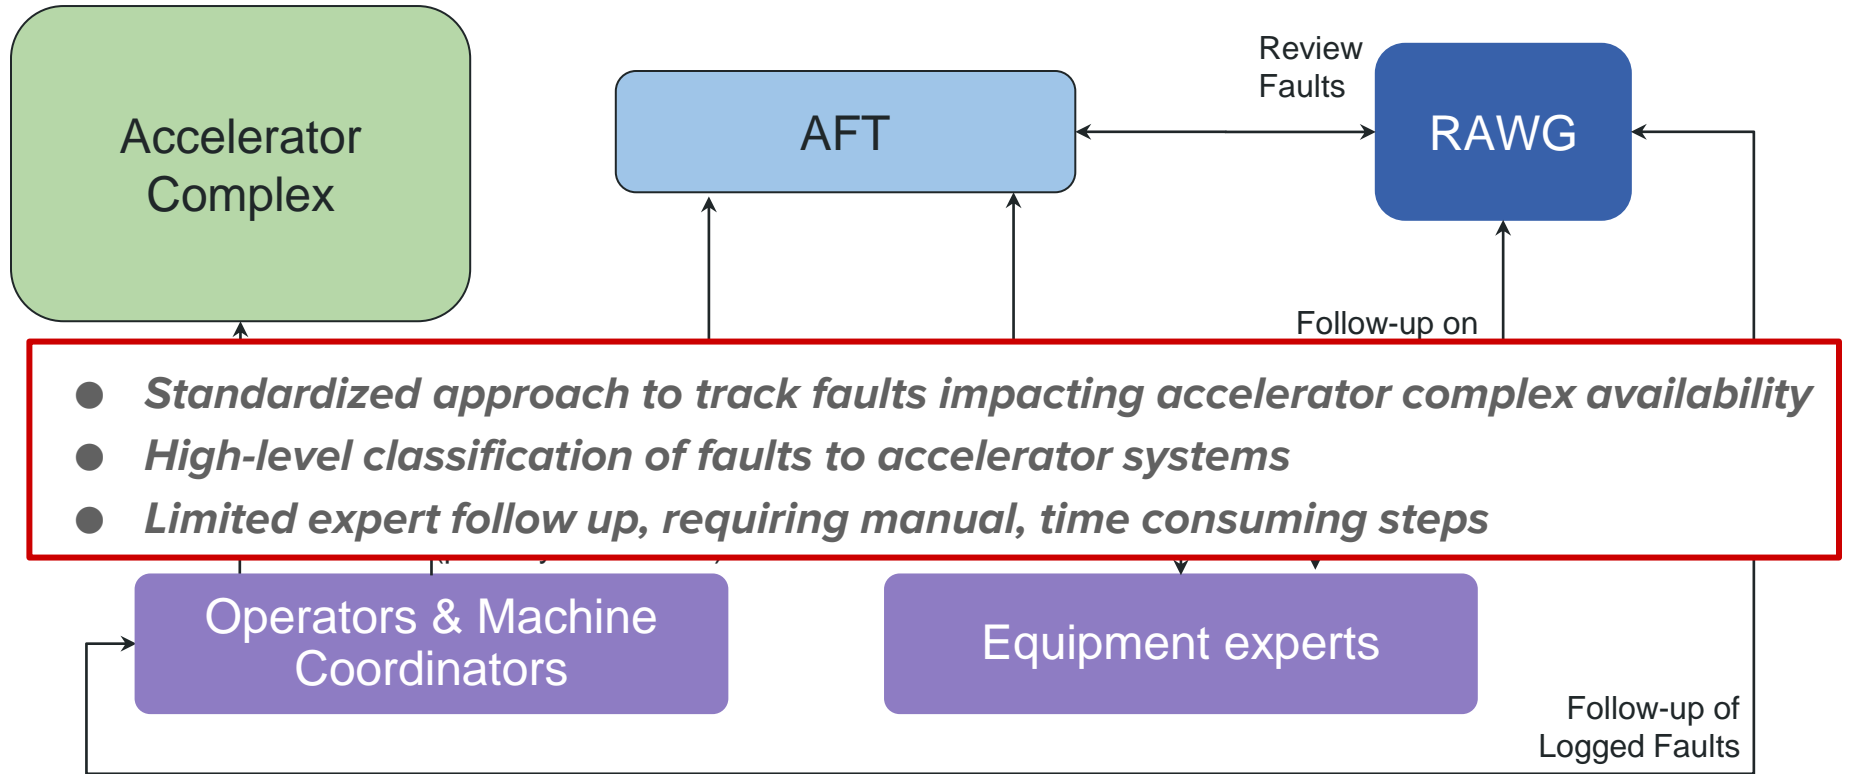 Accelerator
Complex
AFT
Review
Faults
RAWG
Follow-up on
● Standardized approach to track faults impacting accelerator complex availability
● High-level classification of faults to accelerator systems
● Limited expert follow up, requiring manual, time consuming steps
Operators & Machine
Coordinators
Equipment experts
Follow-up of
Logged Faults